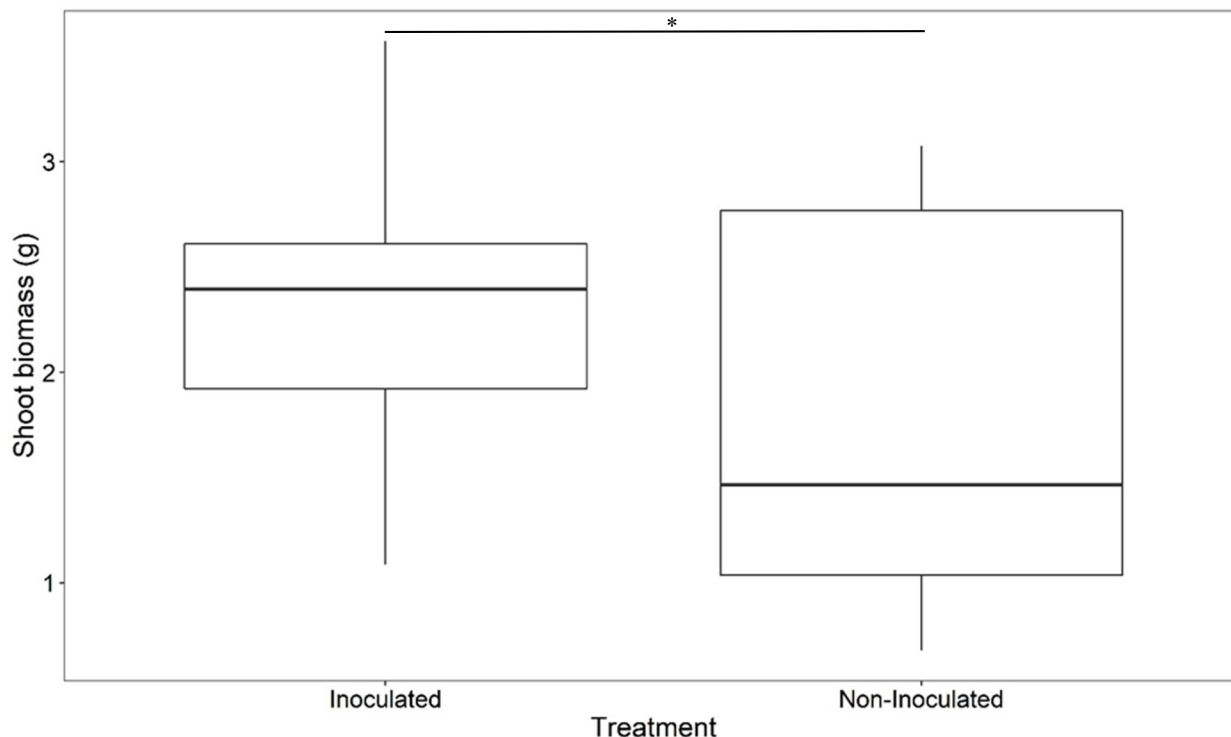 *
3
2
1
Shoot biomass (g)
Inoculated
Non-Inoculated
Treatment